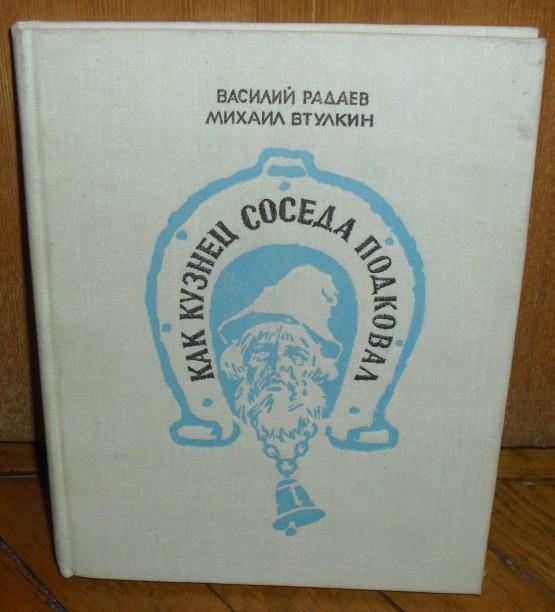 ВАСИЛИЙ РАДАЕВ
МИХАИЛ ВТУЛКИН
КАК КУЗНЕЦ СОСЕДА ПОДКОВАЛ